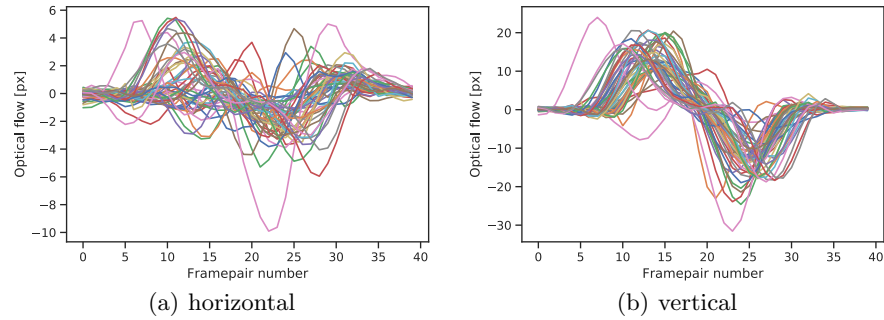 6
4
2
0
−2
−4
−6
−8
−10
Optical flow [px]
0 5 10 15 20 25 30 35 40
Framepair number
(a) horizontal
20
10
0
−10
−20
−30
Optical flow [px]
0 5 10 15 20 25 30 35 40
Framepair number
(b) vertical